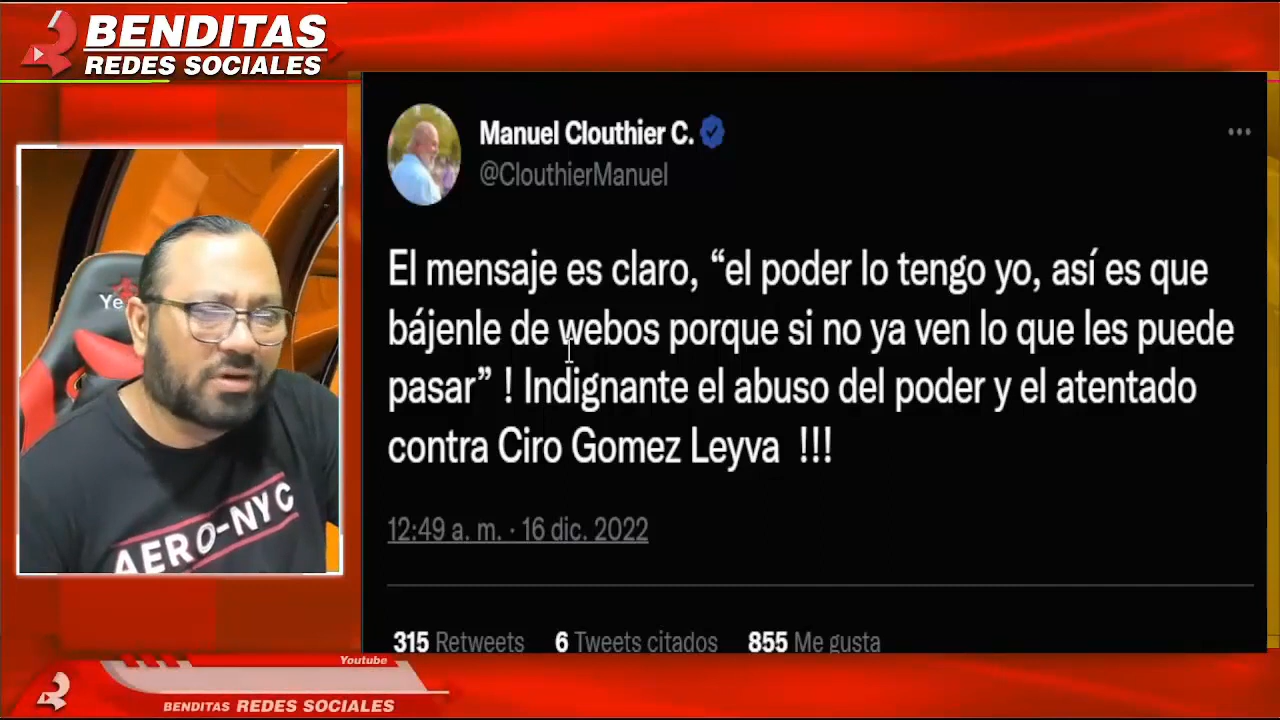 BENDITAS
REDES SOCIALES
Manuel Clouthier C.
@ClouthierManuel
El mensaje es claro, “el poder lo tengo yo, así es que
bájenle de webos porque si no ya ven lo que les puede
pasar” ! Indignante el abuso del poder y el atentado
contra Ciro Gomez Leyva !!!
12:49 a. m. · 16 dic. 2022
315 Retweets 6 Tweets citados 855 Me gusta
Ye
AERO-NYC
Youtube
BENDITAS REDES SOCIALES